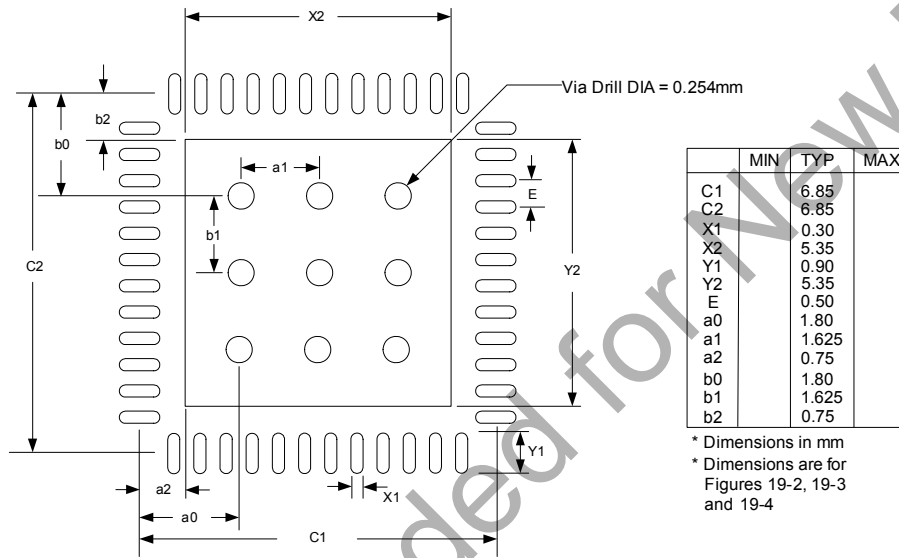 X2
Via Drill DIA = 0.254mm
b2
b0
a1
E
b1
C2
Y2
Y1
X1
a2
a0
C1
MIN TYP MAX
C1 6.85
C2 6.85
X1 0.30
X2 5.35
Y1 0.90
Y2 5.35
E 0.50
a0 1.80
a1 1.625
a2 0.75
b0 1.80
b1 1.625
b2 0.75
* Dimensions in mm
* Dimensions are for
Figures 19-2, 19-3
and 19-4
ded for New